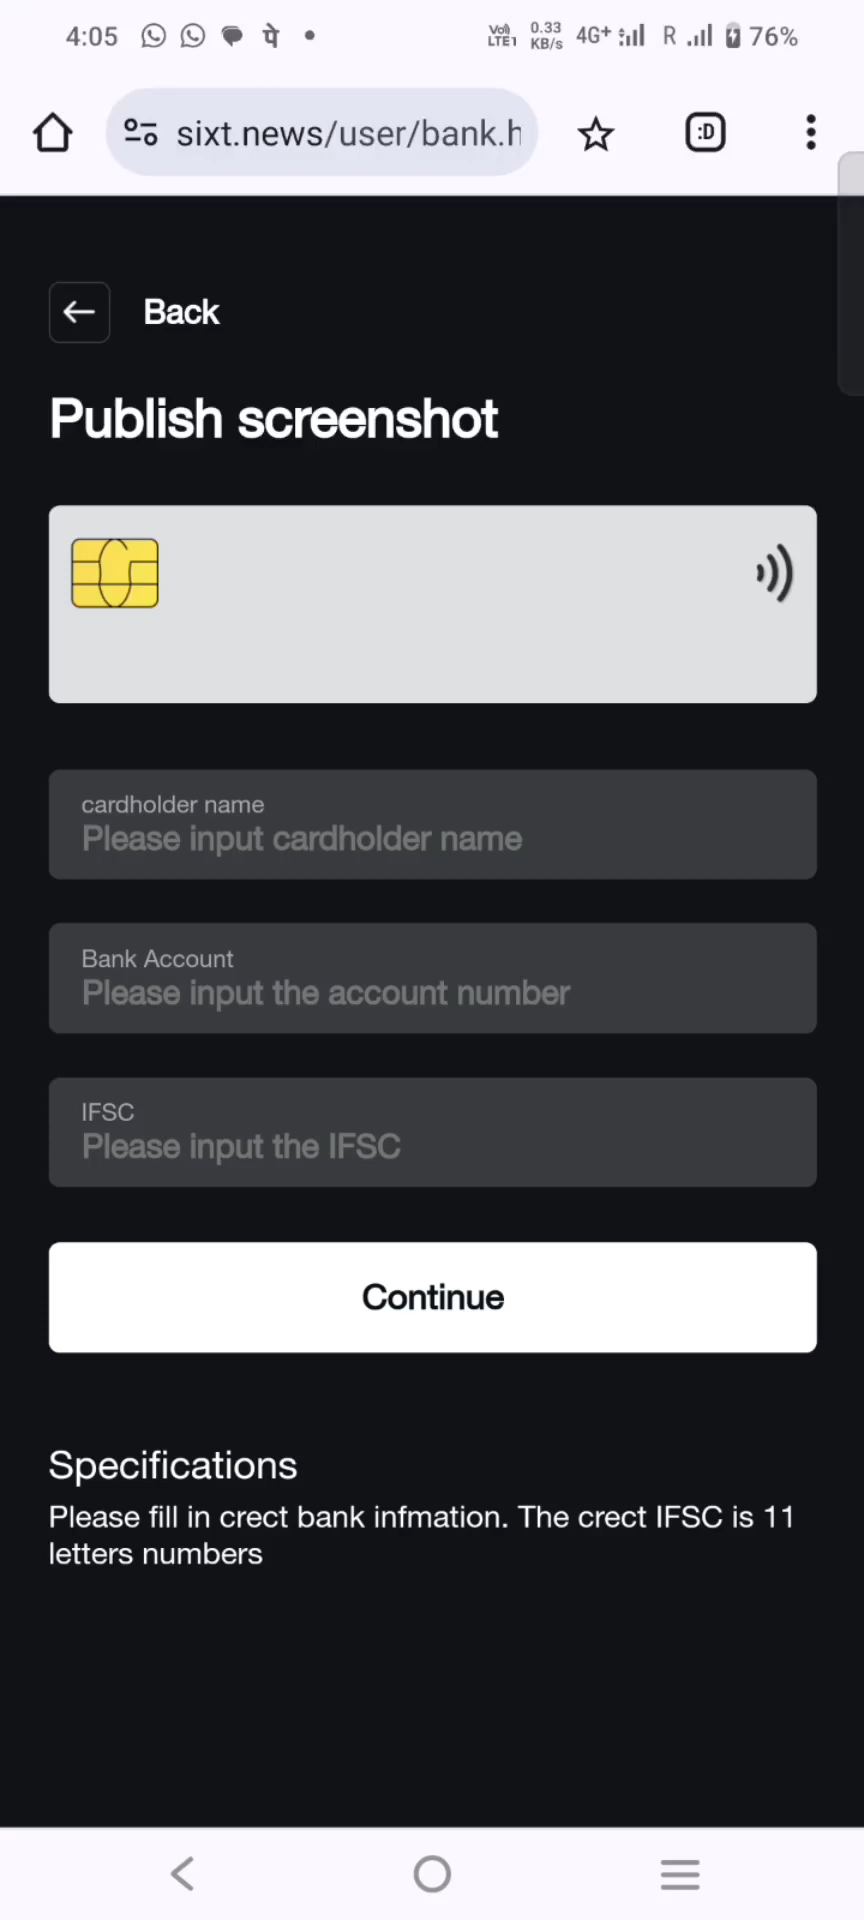 4:05 पे VoD LTE1 0.33 KB/s 4G+ R 76%
sixt.news/user/bank.h :D
Back
Publish screenshot
cardholder name
Please input cardholder name
Bank Account
Please input the account number
IFSC
Please input the IFSC
Continue
Specifications
Please fill in crect bank infmation. The crect IFSC is 11
letters numbers